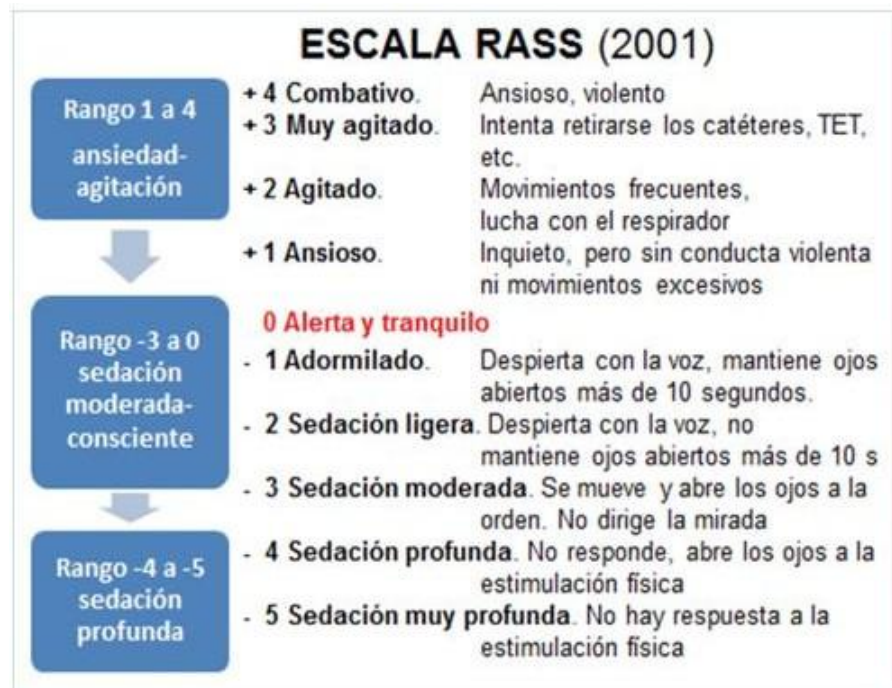 ESCALA RASS (2001)
Rango 1 a 4
ansiedad-
agitación
+ 4 Combativo. Ansioso, violento
+ 3 Muy agitado. Intenta retirarse los catéteres, TET,
etc.
+ 2 Agitado. Movimientos frecuentes,
lucha con el respirador
+ 1 Ansioso. Inquieto, pero sin conducta violenta
ni movimientos excesivos
Rango -3 a 0
sedación
moderada-
consciente
0 Alerta y tranquilo
- 1 Adormilado. Despierta con la voz, mantiene ojos
abiertos más de 10 segundos.
- 2 Sedación ligera. Despierta con la voz, no
mantiene ojos abiertos más de 10 s
- 3 Sedación moderada. Se mueve y abre los ojos a la
orden. No dirige la mirada
Rango -4 a -5
sedación
profunda
- 4 Sedación profunda. No responde, abre los ojos a la
estimulación física
- 5 Sedación muy profunda. No hay respuesta a la
estimulación física